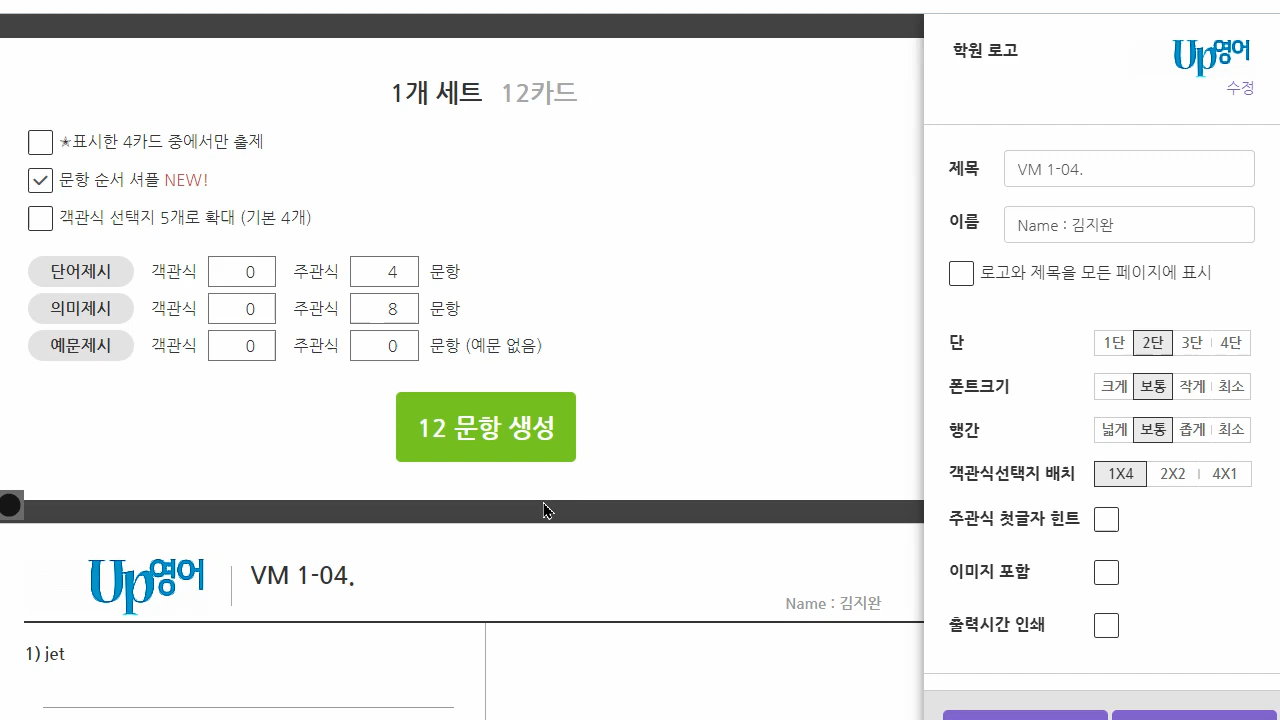 1개 세트 12카드
★표시한 4카드 중에서만 출제
문항 순서 셔플 NEW!
객관식 선택지 5개로 확대 (기본 4개)
단어제시 객관식 0 주관식 4 문항
의미제시 객관식 0 주관식 8 문항
예문제시 객관식 0 주관식 0 문항 (예문 없음)
12 문항 생성
Up영어 VM 1-04.
Name : 김지완
1) jet
학원 로고 Up영어
수정
제목 VM 1-04.
이름 Name : 김지완
로고와 제목을 모든 페이지에 표시
단 1단 2단 3단 4단
폰트크기 크게 보통 작게 최소
행간 넓게 보통 좁게 최소
객관식선택지 배치 1X4 2X2 4X1
주관식 첫글자 힌트
이미지 포함
출력시간 인쇄